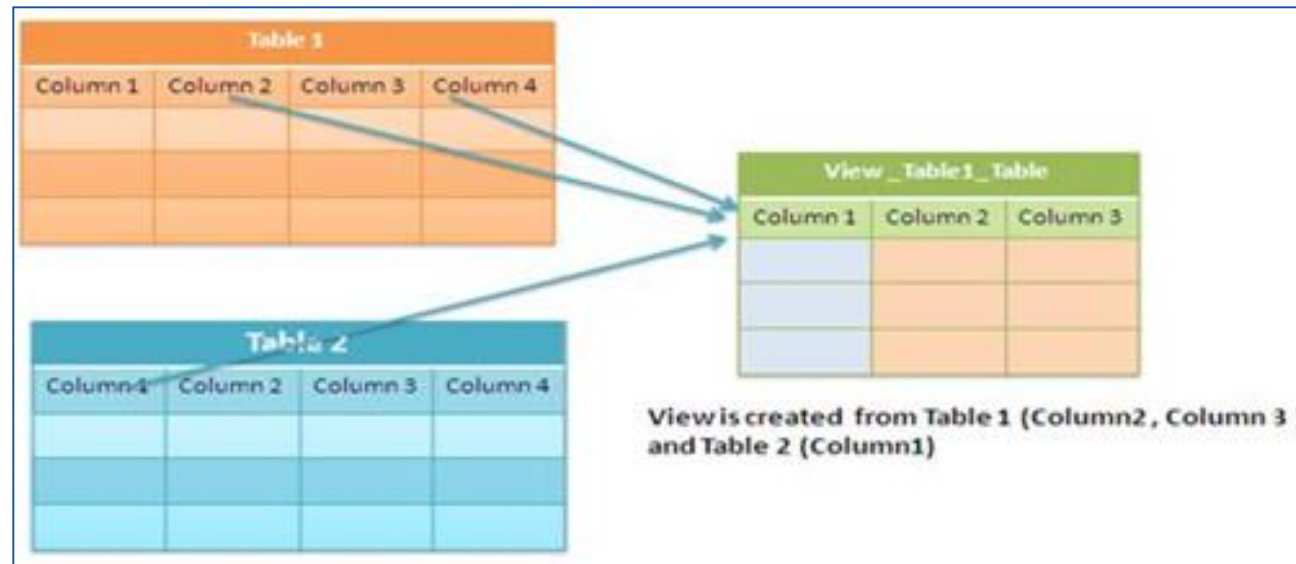 Table 1
Column 1 Column 2 Column 3 Column 4
View_Table1_Table
Column 1 Column 2 Column 3
Table 2
Column 1 Column 2 Column 3 Column 4
View is created from Table 1 (Column2, Column 3
and Table 2 (Column1)